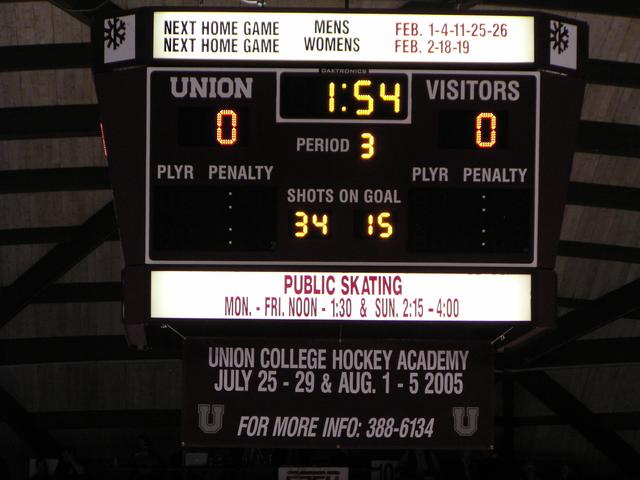 NEXT HOME GAME MENS FEB. 1-4-11-25-26
NEXT HOME GAME WOMENS FEB. 2-18-19
DAKTRONICS
UNION 1:54 VISITORS
0 PERIOD 3 0
PLYR PENALTY PLYR PENALTY
SHOTS ON GOAL
34 15
PUBLIC SKATING
MON. - FRI. NOON - 1:30 & SUN. 2:15 - 4:00
UNION COLLEGE HOCKEY ACADEMY
JULY 25 - 29 & AUG. 1 - 5 2005
U FOR MORE INFO: 388-6134 U